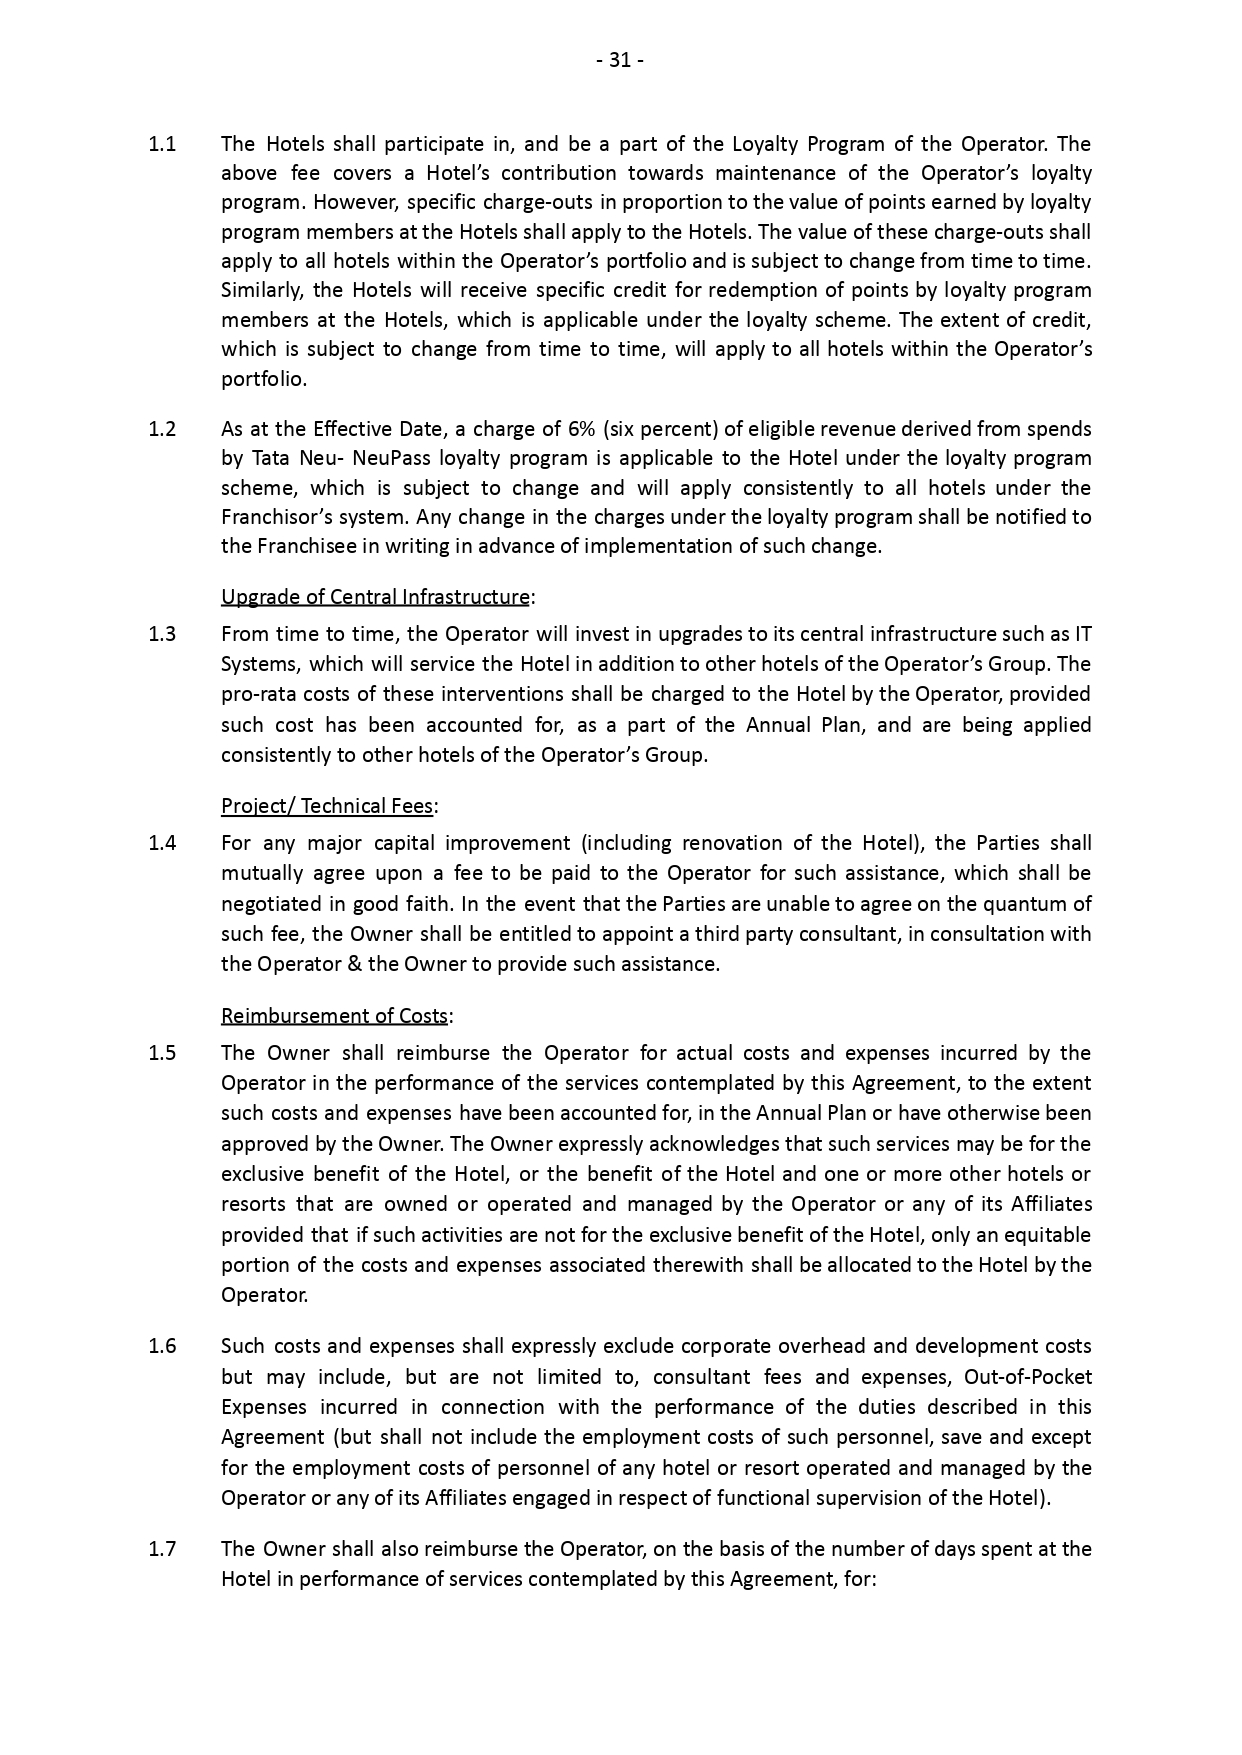 - 31 -
1.1 The Hotels shall participate in, and be a part of the Loyalty Program of the Operator. The
above fee covers a Hotel’s contribution towards maintenance of the Operator’s loyalty
program. However, specific charge-outs in proportion to the value of points earned by loyalty
program members at the Hotels shall apply to the Hotels. The value of these charge-outs shall
apply to all hotels within the Operator’s portfolio and is subject to change from time to time.
Similarly, the Hotels will receive specific credit for redemption of points by loyalty program
members at the Hotels, which is applicable under the loyalty scheme. The extent of credit,
which is subject to change from time to time, will apply to all hotels within the Operator’s
portfolio.
1.2 As at the Effective Date, a charge of 6% (six percent) of eligible revenue derived from spends
by Tata Neu- NeuPass loyalty program is applicable to the Hotel under the loyalty program
scheme, which is subject to change and will apply consistently to all hotels under the
Franchisor’s system. Any change in the charges under the loyalty program shall be notified to
the Franchisee in writing in advance of implementation of such change.
Upgrade of Central Infrastructure:
1.3 From time to time, the Operator will invest in upgrades to its central infrastructure such as IT
Systems, which will service the Hotel in addition to other hotels of the Operator’s Group. The
pro-rata costs of these interventions shall be charged to the Hotel by the Operator, provided
such cost has been accounted for, as a part of the Annual Plan, and are being applied
consistently to other hotels of the Operator’s Group.
Project/ Technical Fees:
1.4 For any major capital improvement (including renovation of the Hotel), the Parties shall
mutually agree upon a fee to be paid to the Operator for such assistance, which shall be
negotiated in good faith. In the event that the Parties are unable to agree on the quantum of
such fee, the Owner shall be entitled to appoint a third party consultant, in consultation with
the Operator & the Owner to provide such assistance.
Reimbursement of Costs:
1.5 The Owner shall reimburse the Operator for actual costs and expenses incurred by the
Operator in the performance of the services contemplated by this Agreement, to the extent
such costs and expenses have been accounted for, in the Annual Plan or have otherwise been
approved by the Owner. The Owner expressly acknowledges that such services may be for the
exclusive benefit of the Hotel, or the benefit of the Hotel and one or more other hotels or
resorts that are owned or operated and managed by the Operator or any of its Affiliates
provided that if such activities are not for the exclusive benefit of the Hotel, only an equitable
portion of the costs and expenses associated therewith shall be allocated to the Hotel by the
Operator.
1.6 Such costs and expenses shall expressly exclude corporate overhead and development costs
but may include, but are not limited to, consultant fees and expenses, Out-of-Pocket
Expenses incurred in connection with the performance of the duties described in this
Agreement (but shall not include the employment costs of such personnel, save and except
for the employment costs of personnel of any hotel or resort operated and managed by the
Operator or any of its Affiliates engaged in respect of functional supervision of the Hotel).
1.7 The Owner shall also reimburse the Operator, on the basis of the number of days spent at the
Hotel in performance of services contemplated by this Agreement, for: